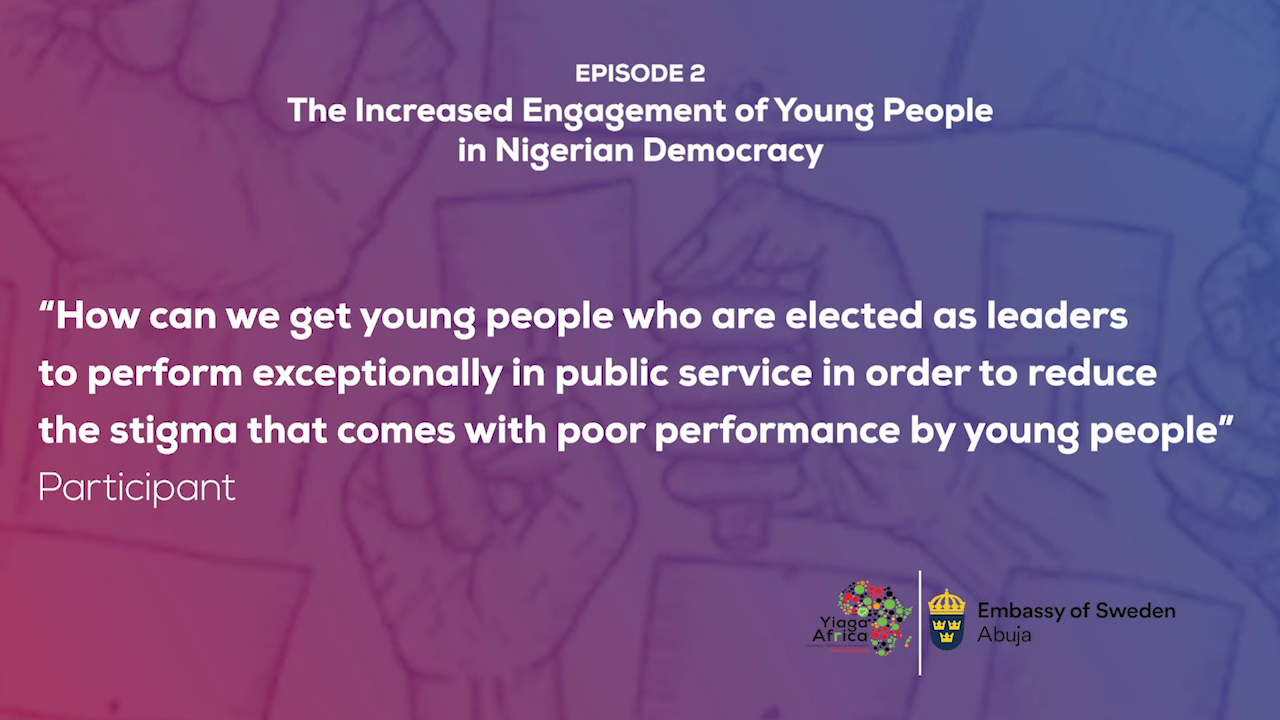 EPISODE 2
The Increased Engagement of Young People
in Nigerian Democracy
“How can we get young people who are elected as leaders
to perform exceptionally in public service in order to reduce
the stigma that comes with poor performance by young people”
Participant
Yiaga
Africa
Embassy of Sweden
Abuja